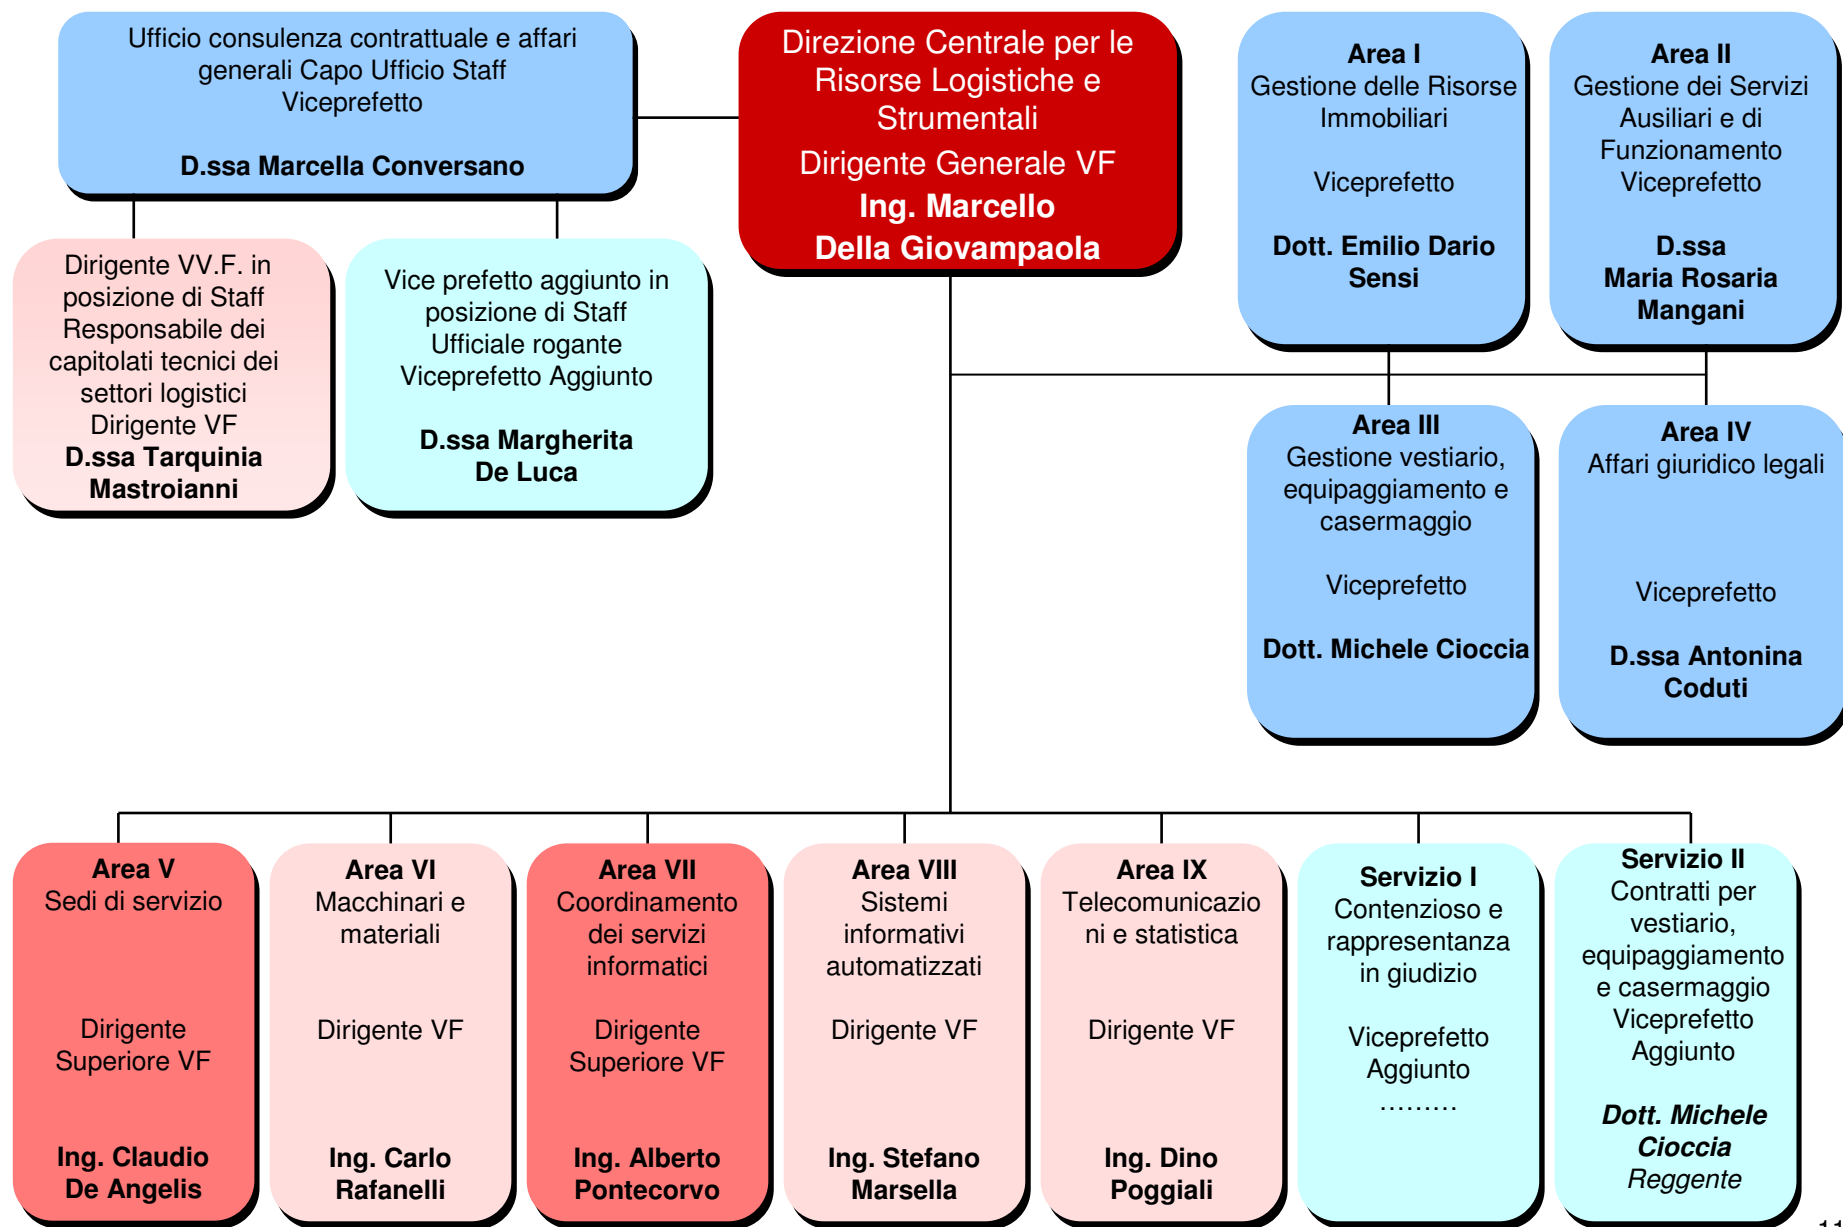 Ufficio consulenza contrattuale e affari
generali Capo Ufficio Staff
Viceprefetto
D.ssa Marcella Conversano
Direzione Centrale per le
Risorse Logistiche e
Strumentali
Dirigente Generale VF
Ing. Marcello
Della Giovampaola
Area I
Gestione delle Risorse
Immobiliari
Viceprefetto
Dott. Emilio Dario
Sensi
Area II
Gestione dei Servizi
Ausiliari e di
Funzionamento
Viceprefetto
D.ssa
Maria Rosaria
Mangani
Dirigente VV.F. in
posizione di Staff
Responsabile dei
capitolati tecnici dei
settori logistici
Dirigente VF
D.ssa Tarquinia
Mastroianni
Vice prefetto aggiunto in
posizione di Staff
Ufficiale rogante
Viceprefetto Aggiunto
D.ssa Margherita
De Luca
Area III
Gestione vestiario,
equipaggiamento e
casermaggio
Viceprefetto
Dott. Michele Cioccia
Area IV
Affari giuridico legali
Viceprefetto
D.ssa Antonina
Coduti
Area V
Sedi di servizio
Dirigente
Superiore VF
Ing. Claudio
De Angelis
Area VI
Macchinari e
materiali
Dirigente VF
Ing. Carlo
Rafanelli
Area VII
Coordinamento
dei servizi
informatici
Dirigente
Superiore VF
Ing. Alberto
Pontecorvo
Area VIII
Sistemi
informativi
automatizzati
Dirigente VF
Ing. Stefano
Marsella
Area IX
Telecomunicazio
ni e statistica
Dirigente VF
Ing. Dino
Poggiali
Servizio I
Contenzioso e
rappresentanza
in giudizio
Viceprefetto
Aggiunto
………
Servizio II
Contratti per
vestiario,
equipaggiamento
e casermaggio
Viceprefetto
Aggiunto
Dott. Michele
Cioccia
Reggente